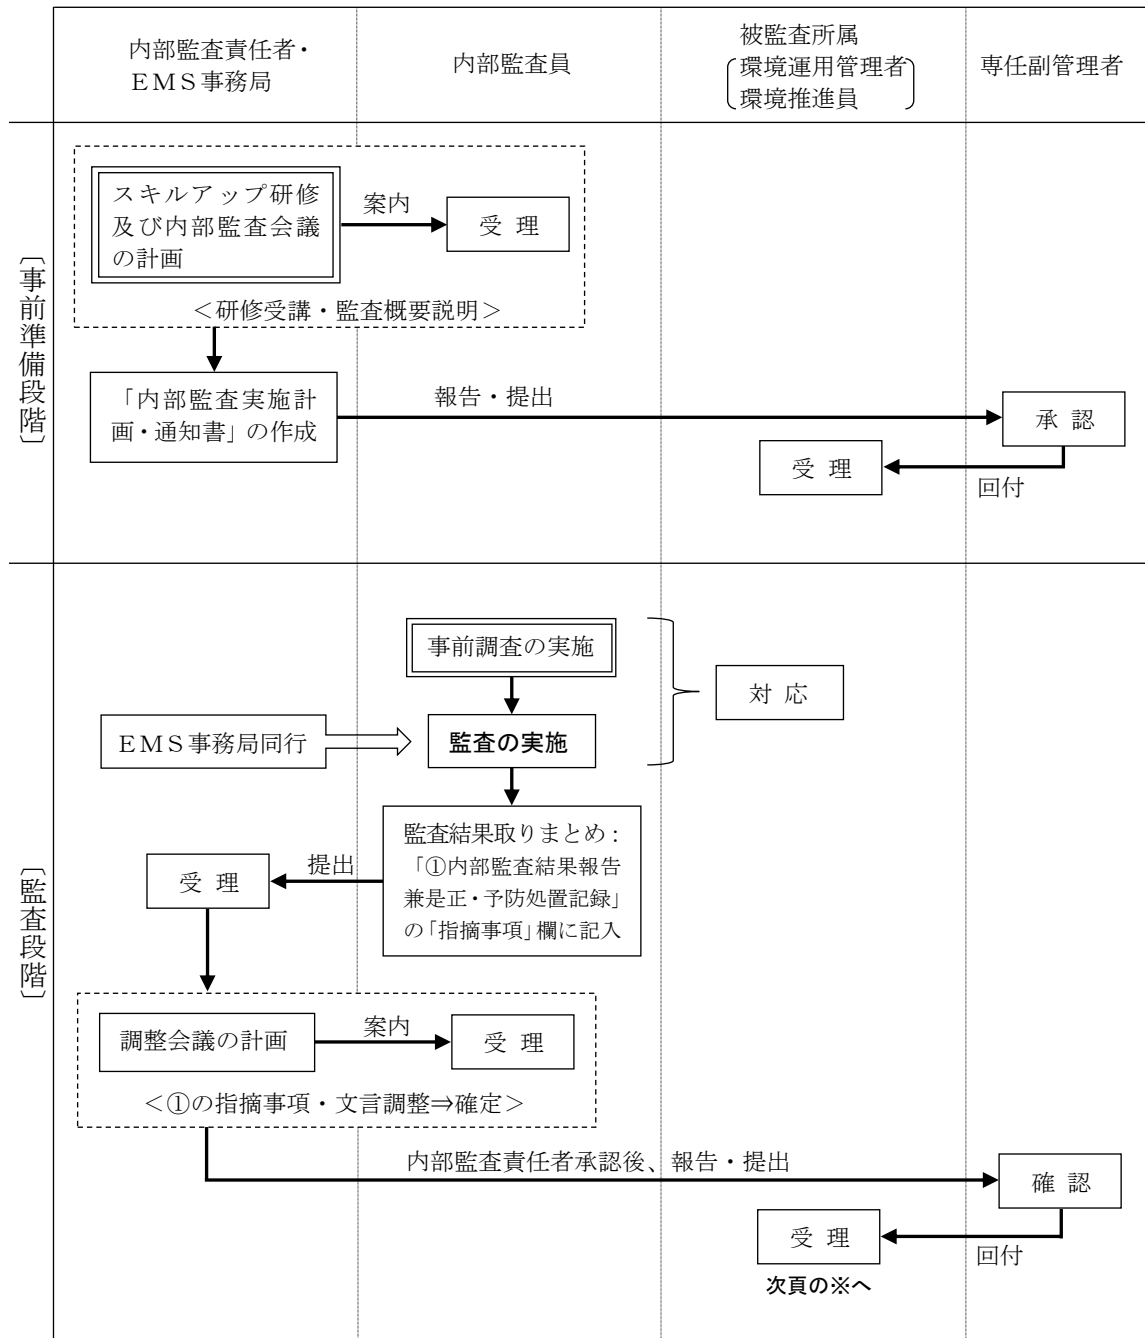 内部監査責任者・
ＥＭＳ事務局
内部監査員
被監査所属
環境運用管理者
環境推進員
専任副管理者
〔事前準備段階〕
スキルアップ研修
及び内部監査会議
の計画
案内
受 理
＜研修受講・監査概要説明＞
「内部監査実施計
画・通知書」の作成
報告・提出
承 認
受 理
回付
〔監査段階〕
事前調査の実施
対 応
ＥＭＳ事務局同行
監査の実施
監査結果取りまとめ：
「①内部監査結果報告
兼是正・予防処置記録」
の「指摘事項」欄に記入
提出
受 理
調整会議の計画
案内
受 理
＜①の指摘事項・文言調整⇒確定＞
内部監査責任者承認後、報告・提出
確 認
受 理
回付
次頁の※へ